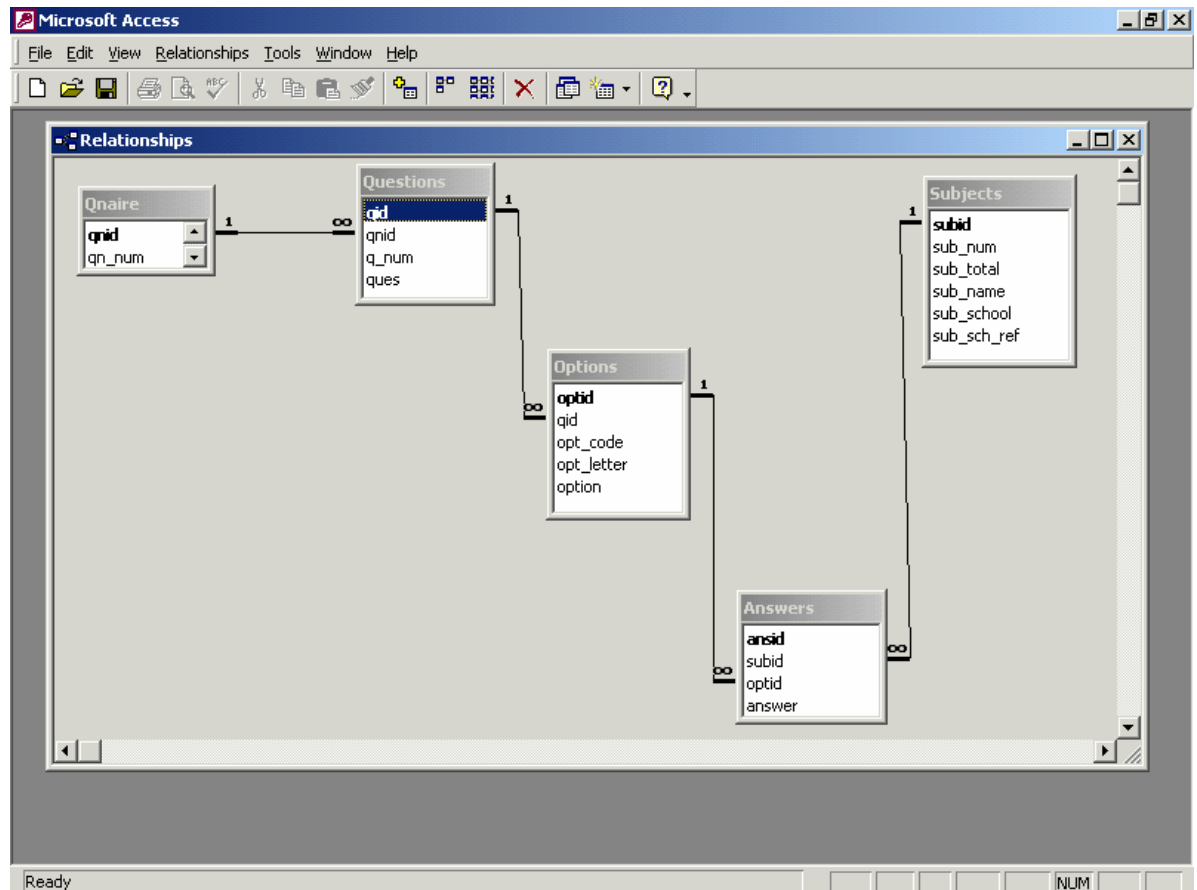 Microsoft Access
File Edit View Relationships Tools Window Help
ABC
Relationships
Qnaire
qnid
qn_num
1
∞
Questions
qid
qnid
q_num
ques
1
∞
Options
optid
qid
opt_code
opt_letter
option
1
∞
Answers
ansid
subid
optid
answer
∞
1
Subjects
subid
sub_num
sub_total
sub_name
sub_school
sub_sch_ref
Ready
NUM